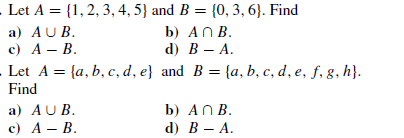 . Let A = {1, 2, 3, 4, 5} and B = {0, 3, 6}. Find
a) A ∪ B. b) A ∩ B.
c) A − B. d) B − A.
. Let A = {a, b, c, d, e} and B = {a, b, c, d, e, f, g, h}.
Find
a) A ∪ B. b) A ∩ B.
c) A − B. d) B − A.